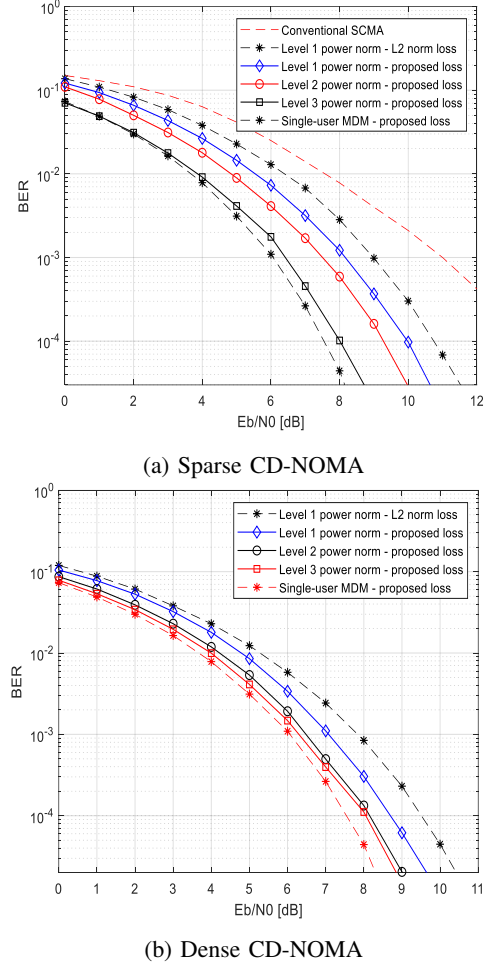 10^0
10^-1
10^-2
10^-3
10^-4
BER
Conventional SCMA
Level 1 power norm - L2 norm loss
Level 1 power norm - proposed loss
Level 2 power norm - proposed loss
Level 3 power norm - proposed loss
Single-user MDM - proposed loss
0 2 4 6 8 10 12
Eb/N0 [dB]
(a) Sparse CD-NOMA
10^0
10^-1
10^-2
10^-3
10^-4
BER
Level 1 power norm - L2 norm loss
Level 1 power norm - proposed loss
Level 2 power norm - proposed loss
Level 3 power norm - proposed loss
Single-user MDM - proposed loss
0 1 2 3 4 5 6 7 8 9 10 11
Eb/N0 [dB]
(b) Dense CD-NOMA